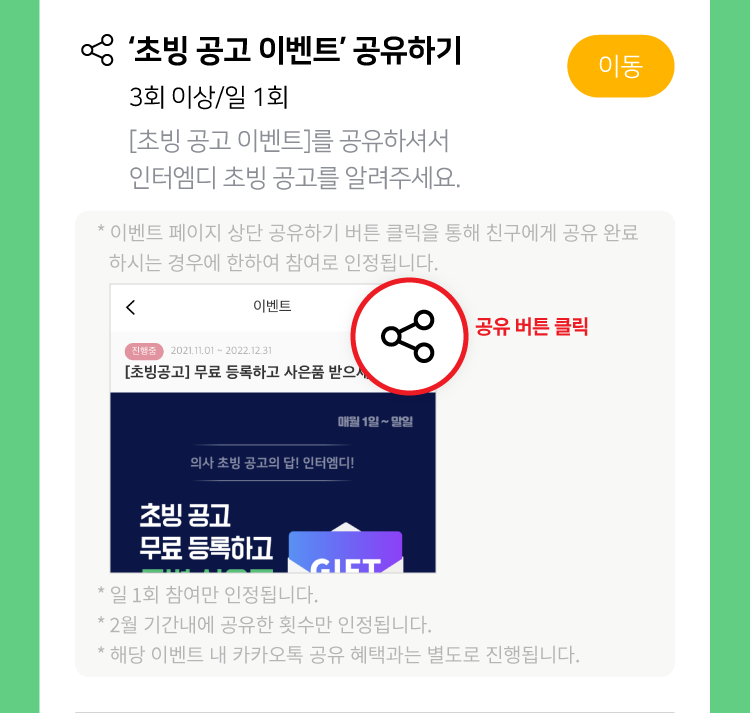 ‘초빙 공고 이벤트’ 공유하기
이동
3회 이상/일 1회
[초빙 공고 이벤트]를 공유하셔서
인터엠디 초빙 공고를 알려주세요.
* 이벤트 페이지 상단 공유하기 버튼 클릭을 통해 친구에게 공유 완료
하시는 경우에 한하여 참여로 인정됩니다.
이벤트
공유 버튼 클릭
진행중 2021.11.01 ~ 2022.12.31
[초빙공고] 무료 등록하고 사은품 받으
매월 1일 ~ 말일
의사 초빙 공고의 답! 인터엠디!
초빙 공고
무료 등록하고
GIFT
* 일 1회 참여만 인정됩니다.
* 2월 기간내에 공유한 횟수만 인정됩니다.
* 해당 이벤트 내 카카오톡 공유 혜택과는 별도로 진행됩니다.